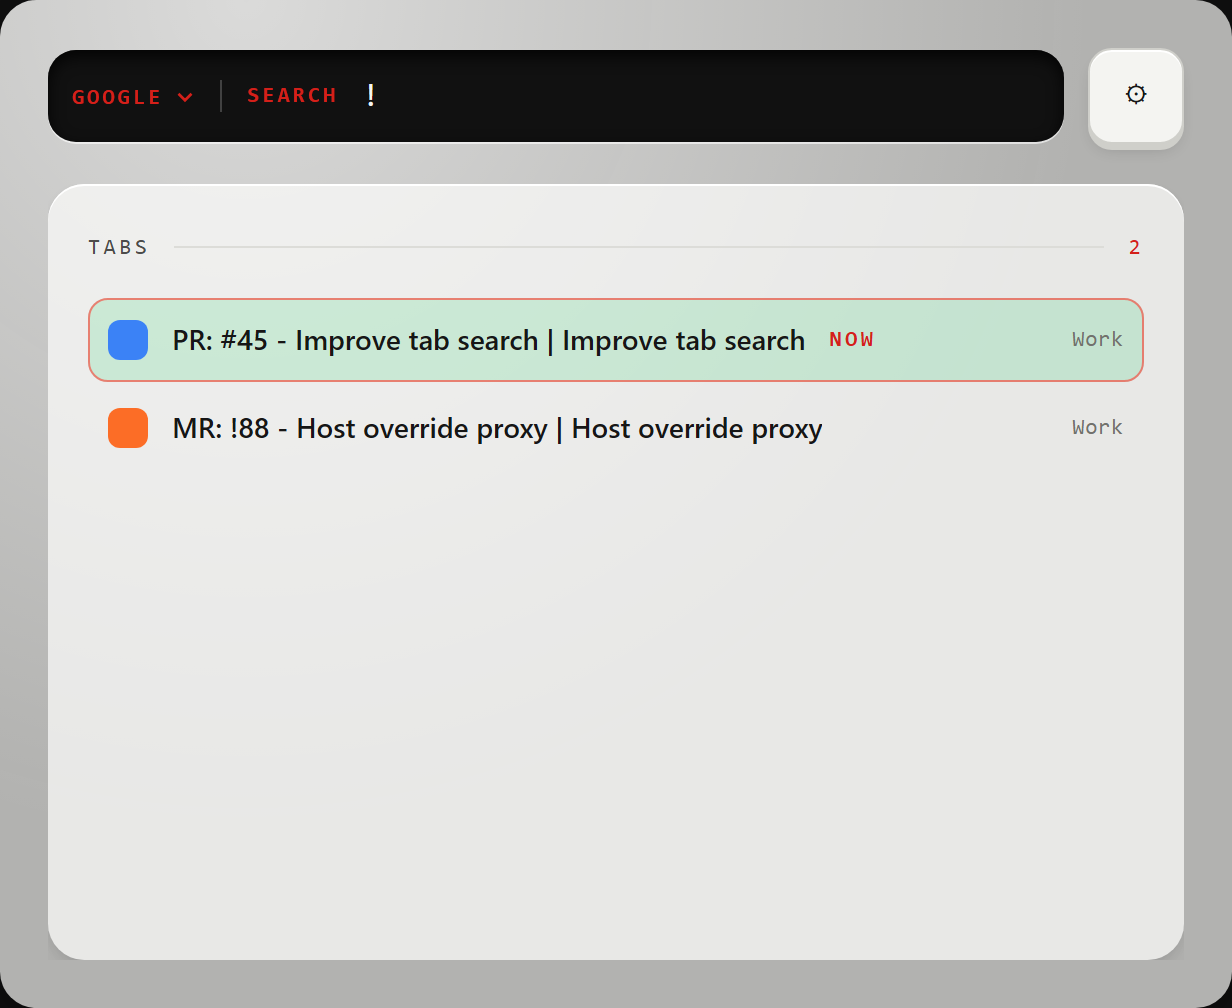 GOOGLE SEARCH !
TABS 2
PR: #45 - Improve tab search | Improve tab search NOW Work
MR: !88 - Host override proxy | Host override proxy Work